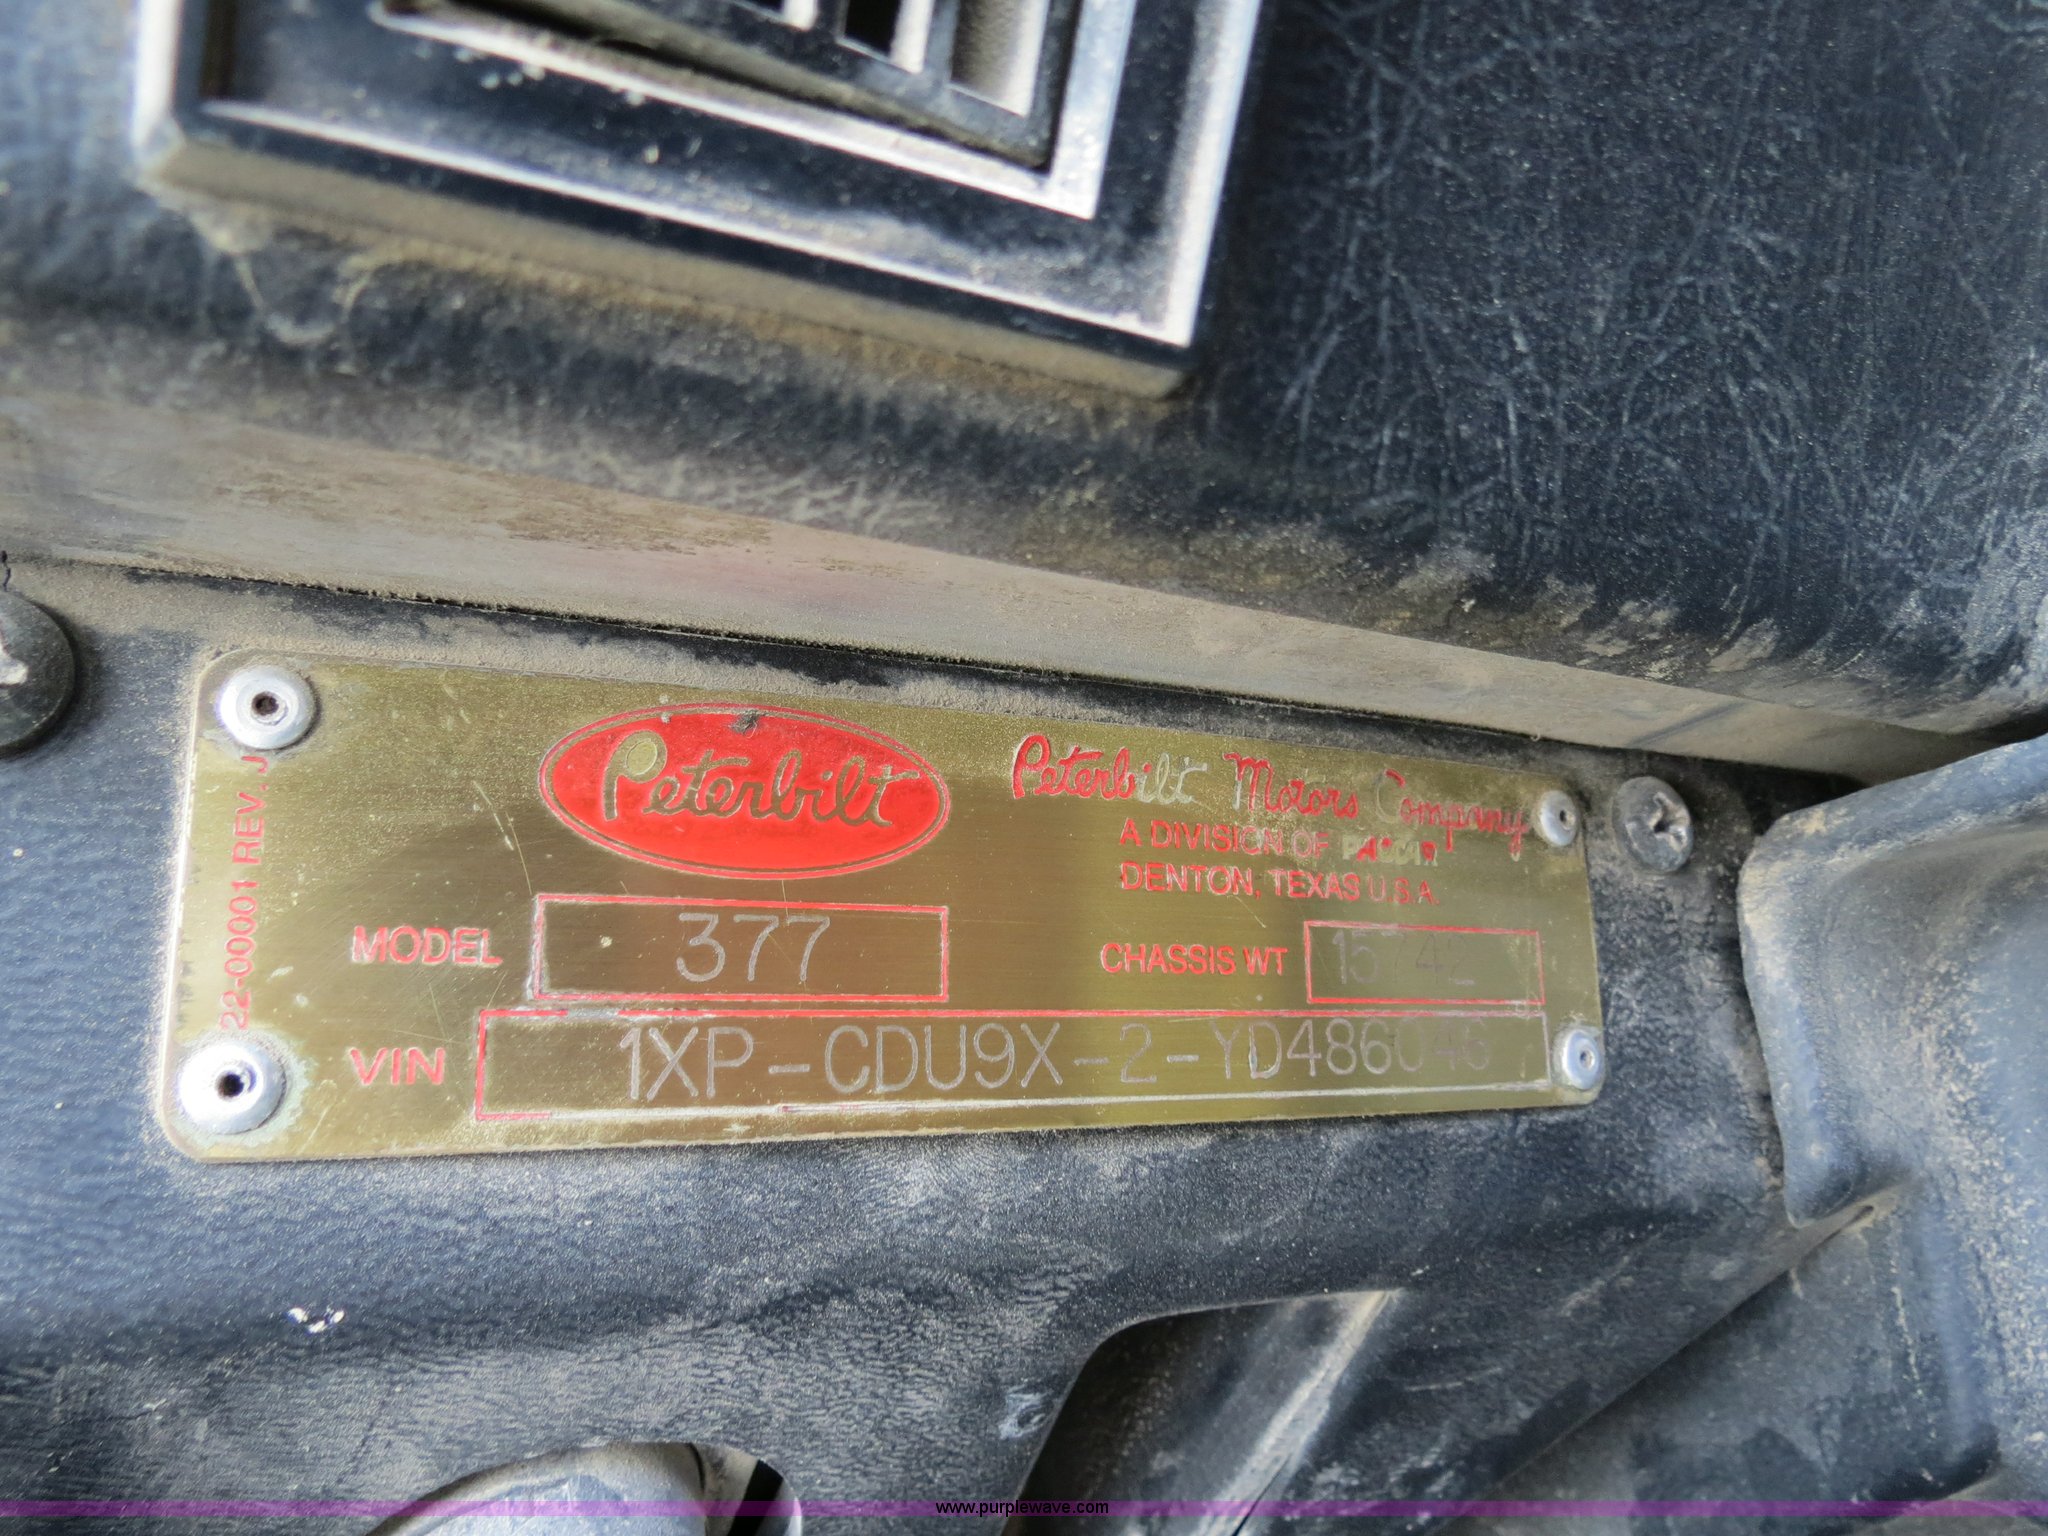 Peterbilt
Peterbilt Motors Company
A DIVISION OF PACCAR
DENTON, TEXAS U.S.A.
22-00001 REV. J
MODEL 377
CHASSIS WT 15742
VIN 1XP-CDU9X-2-YD486046
www.purplewave.com